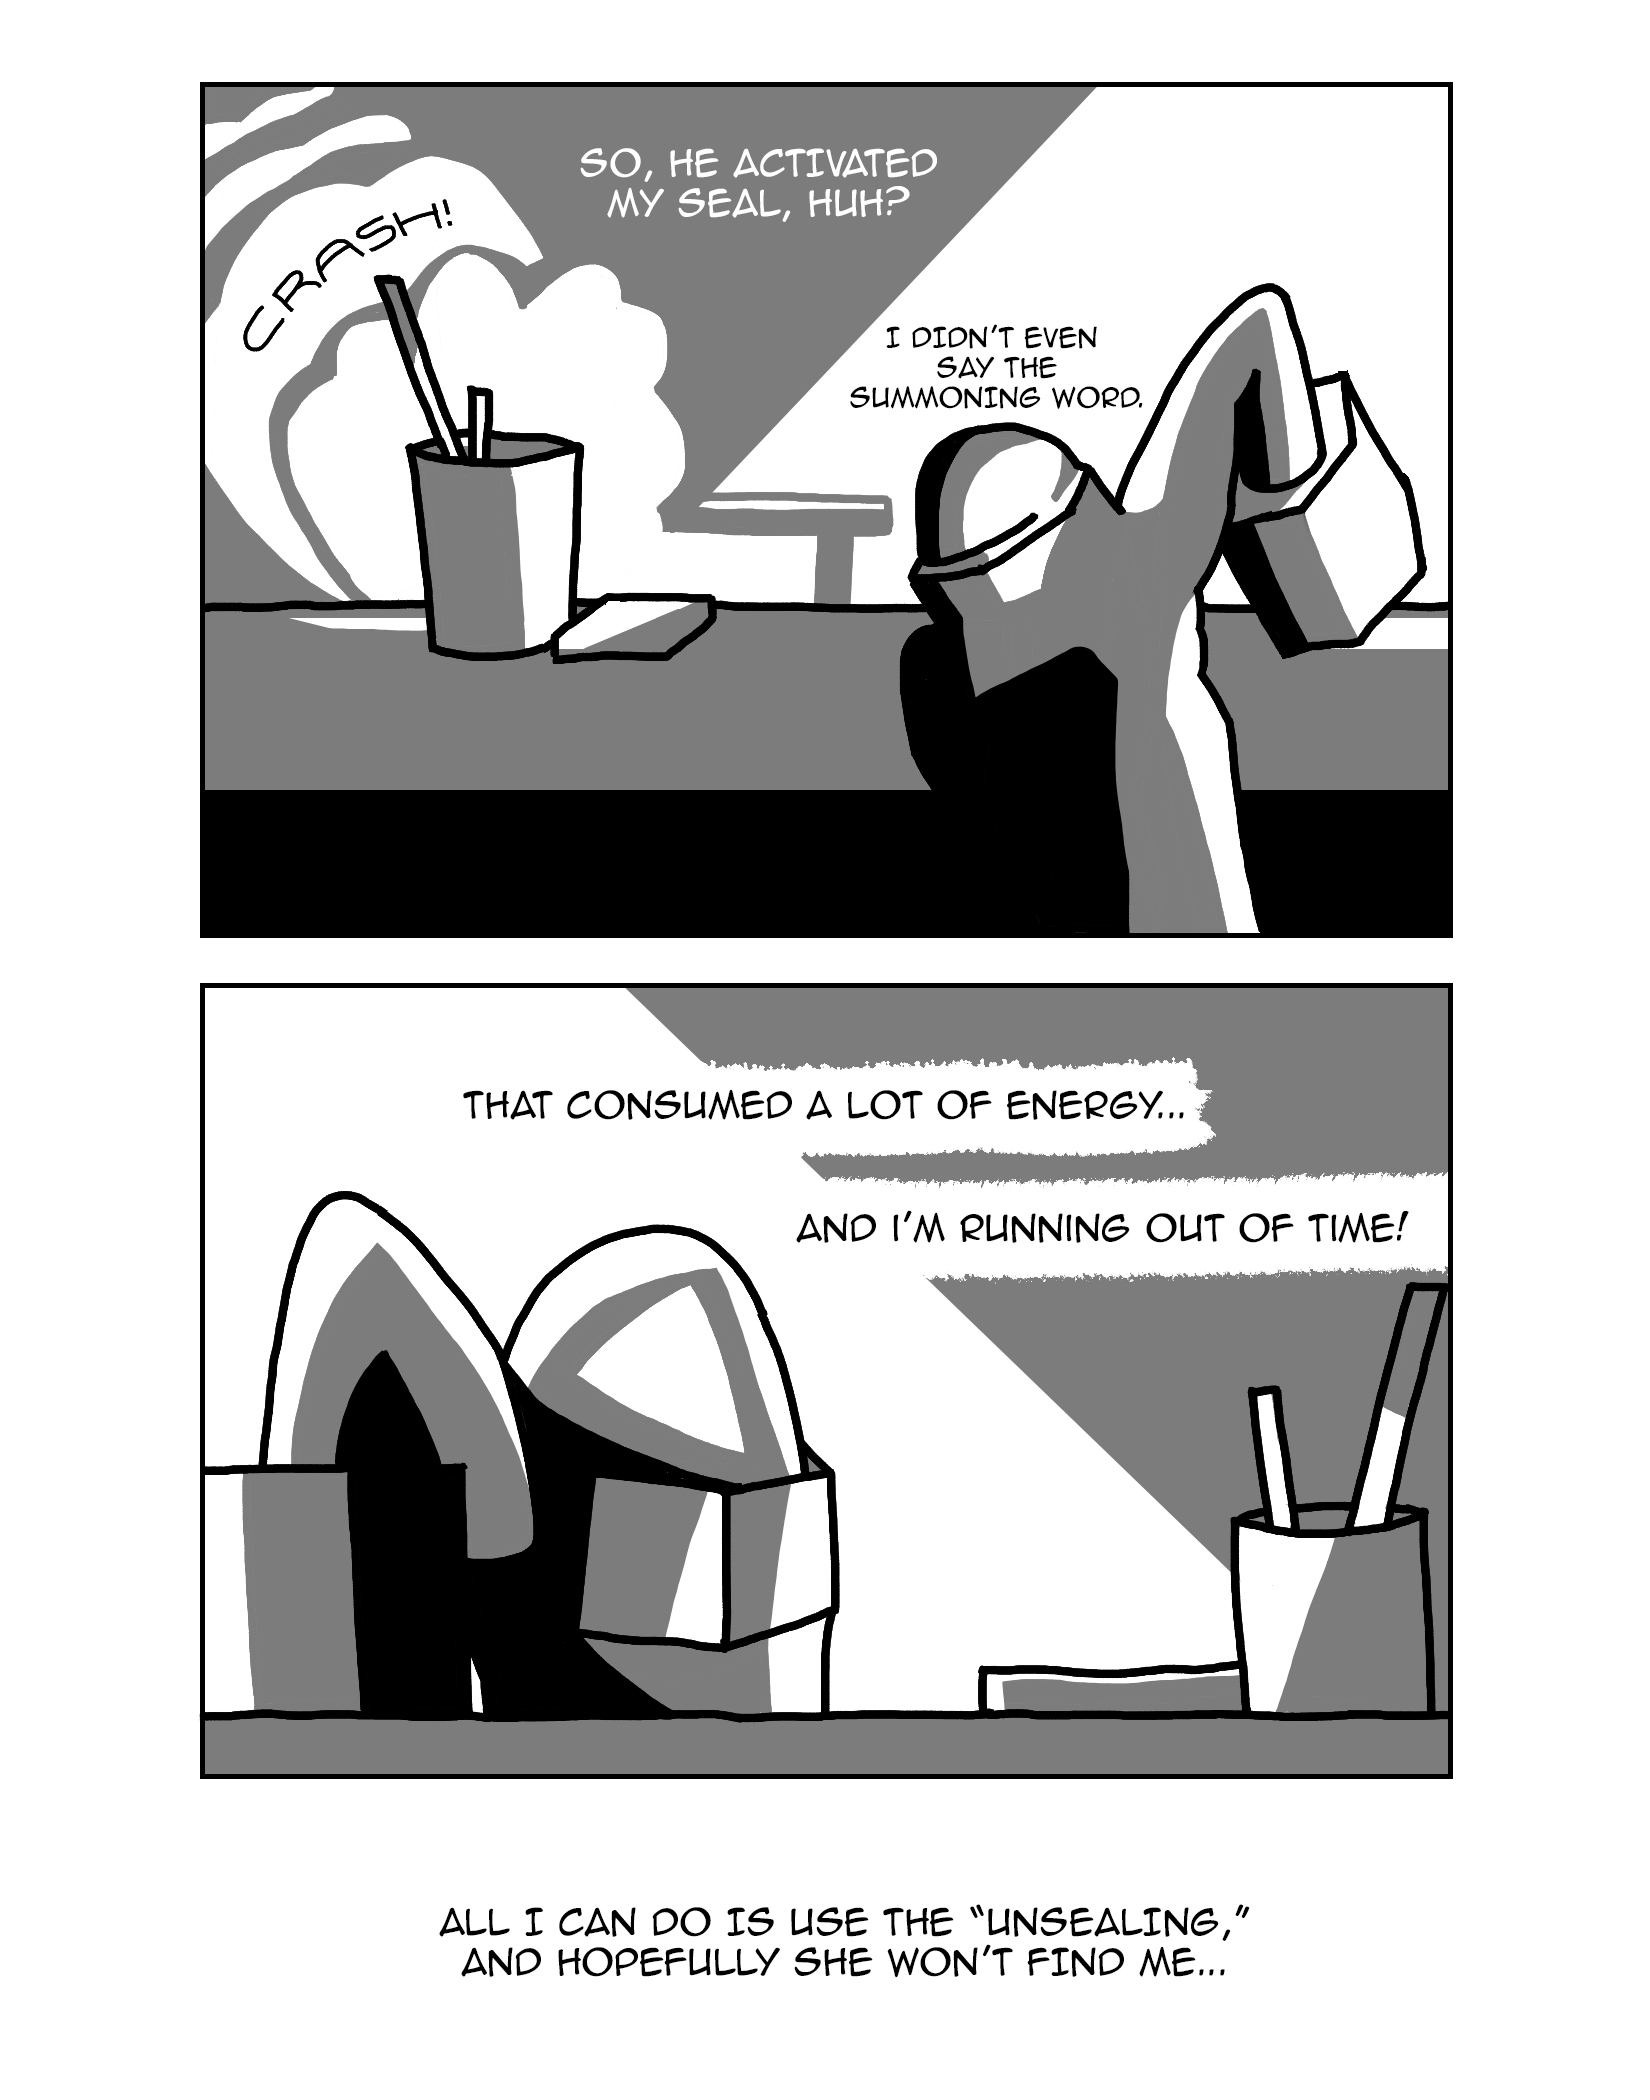 SO, HE ACTIVATED
MY SEAL, HUH?
CRASH!
I DIDN'T EVEN
SAY THE
SUMMONING WORD.
THAT CONSUMED A LOT OF ENERGY...
AND I'M RUNNING OUT OF TIME!
ALL I CAN DO IS USE THE "UNSEALING,"
AND HOPEFULLY SHE WON'T FIND ME...